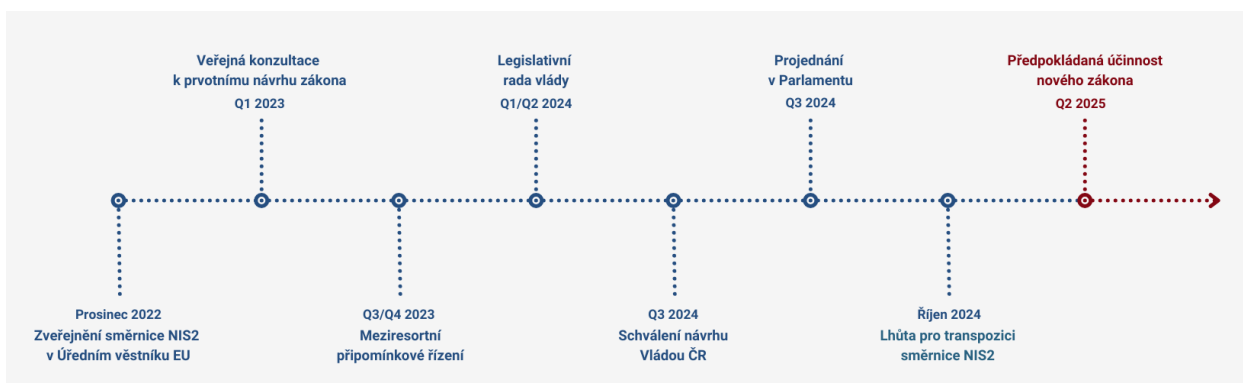 Veřejná konzultace
k prvotnímu návrhu zákona
Q1 2023
Legislativní
rada vlády
Q1/Q2 2024
Projednání
v Parlamentu
Q3 2024
Předpokládaná účinnost
nového zákona
Q2 2025
Prosinec 2022
Zveřejnění směrnice NIS2
v Úředním věstníku EU
Q3/Q4 2023
Meziresortní
připomínkové řízení
Q3 2024
Schválení návrhu
Vládou ČR
Říjen 2024
Lhůta pro transpozici
směrnice NIS2